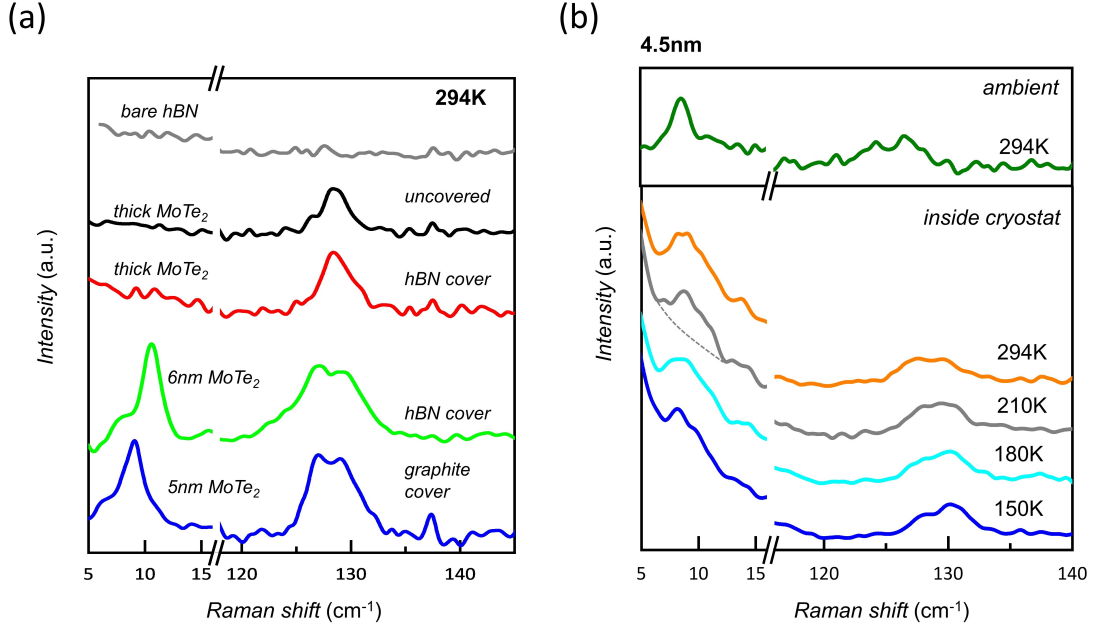 (a)
294K
bare hBN
uncovered
thick MoTe2
thick MoTe2
hBN cover
6nm MoTe2
hBN cover
5nm MoTe2
graphite
cover
Intensity (a.u.)
5 10 15 120 130 140
Raman shift (cm-1)
(b)
4.5nm
ambient
294K
inside cryostat
294K
210K
180K
150K
Intensity (a.u.)
5 10 15 120 130 140
Raman shift (cm-1)